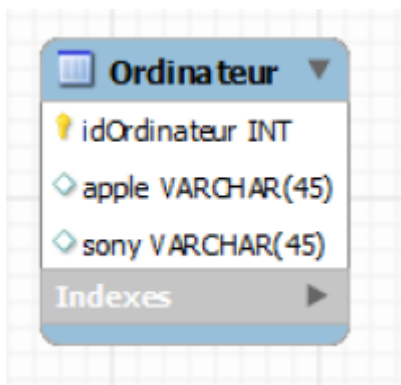 Ordinateur
idOrdinateur INT
apple VARCHAR(45)
sony VARCHAR(45)
Indexes